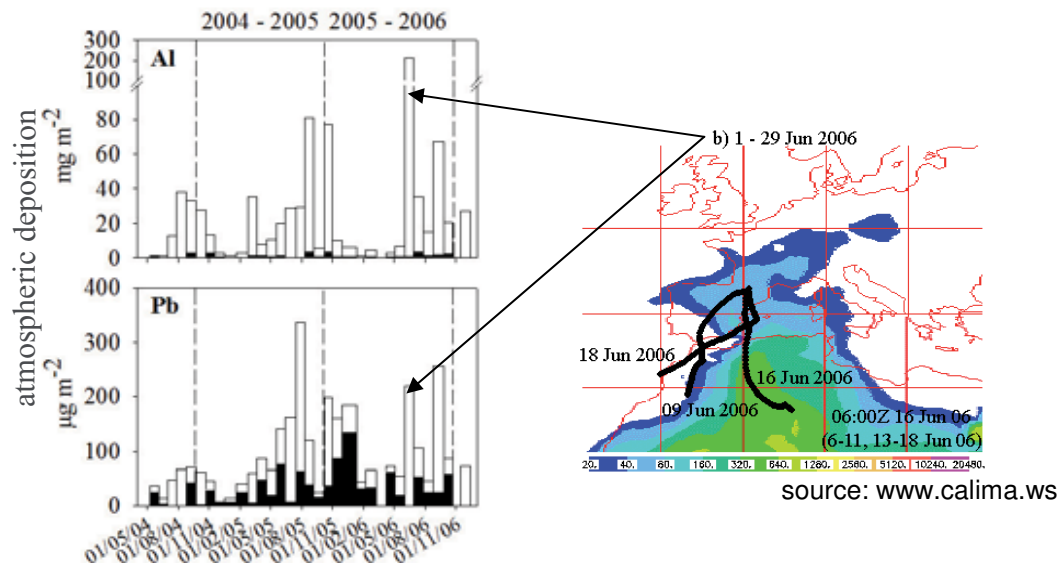 2004 - 2005 2005 - 2006
atmospheric deposition
mg m-2
300
200
100
80
60
40
20
0
Al
µg m-2
400
300
200
100
0
Pb
01/05/04
01/08/04
01/11/04
01/02/05
01/05/05
01/08/05
01/11/05
01/02/06
01/05/06
01/08/06
01/11/06
b) 1 - 29 Jun 2006
18 Jun 2006
09 Jun 2006
16 Jun 2006
06:00Z 16 Jun 06
(6-11, 13-18 Jun 06)
20. 40. 80. 160. 320. 640. 1280. 2560. 5120. 10240. 20480.
source: www.calima.ws